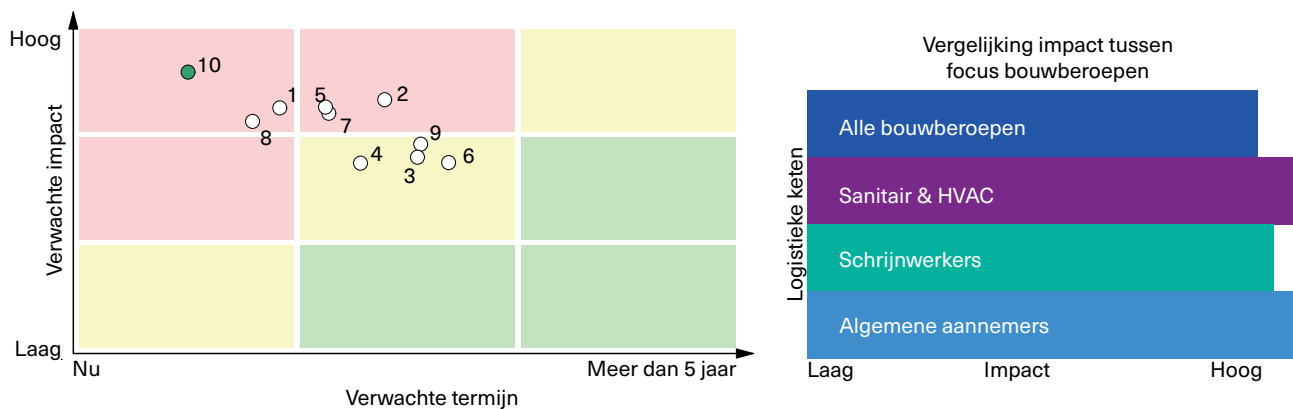 Hoog
Verwachte impact
Laag
10
1
5
2
8
7
9
4
3
6
Nu
Meer dan 5 jaar
Verwachte termijn
Vergelijking impact tussen
focus bouwberoepen
Logistieke keten
Alle bouwberoepen
Sanitair & HVAC
Schrijnwerkers
Algemene aannemers
Laag
Impact
Hoog